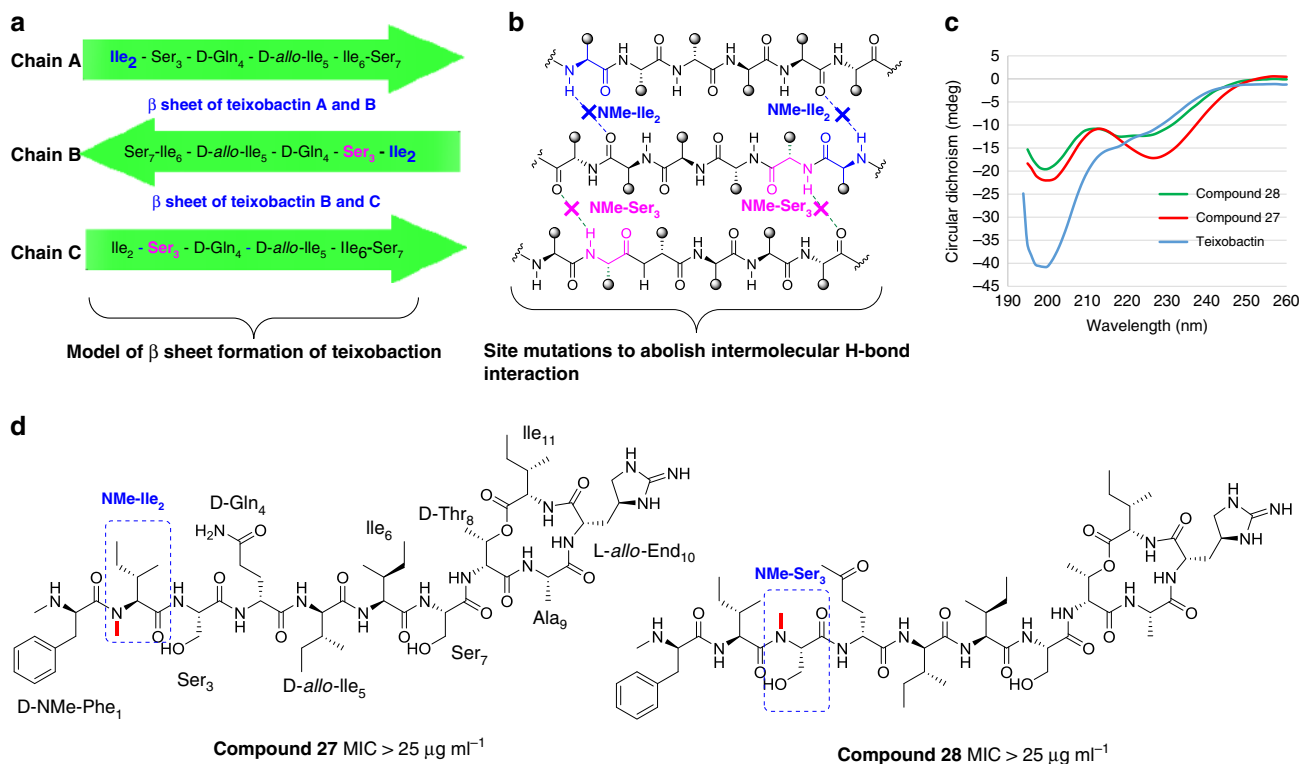 a
Chain A
Ile2 - Ser3 - D-Gln4 - D-allo-Ile5 - Ile6-Ser7
β sheet of teixobactin A and B
Chain B
Ser7-Ile6 - D-allo-Ile5 - D-Gln4 - Ser3 - Ile2
β sheet of teixobactin B and C
Chain C
Ile2 - Ser3 - D-Gln4 - D-allo-Ile5 - Ile6-Ser7
Model of β sheet formation of teixobaction
b
NMe-Ile2
NMe-Ile2
NMe-Ser3
NMe-Ser3
Site mutations to abolish intermolecular H-bond
interaction
c
Circular dichroism (mdeg)
5
0
−5
−10
−15
−20
−25
−30
−35
−40
−45
190 200 210 220 230 240 250 260
Wavelength (nm)
Compound 28
Compound 27
Teixobactin
d
Ile11
NMe-Ile2
D-Gln4
Ile6
D-Thr8
L-allo-End10
Ala9
Ser7
Ser3
D-allo-Ile5
D-NMe-Phe1
Compound 27 MIC > 25 μg ml−1
NMe-Ser3
Compound 28 MIC > 25 μg ml−1